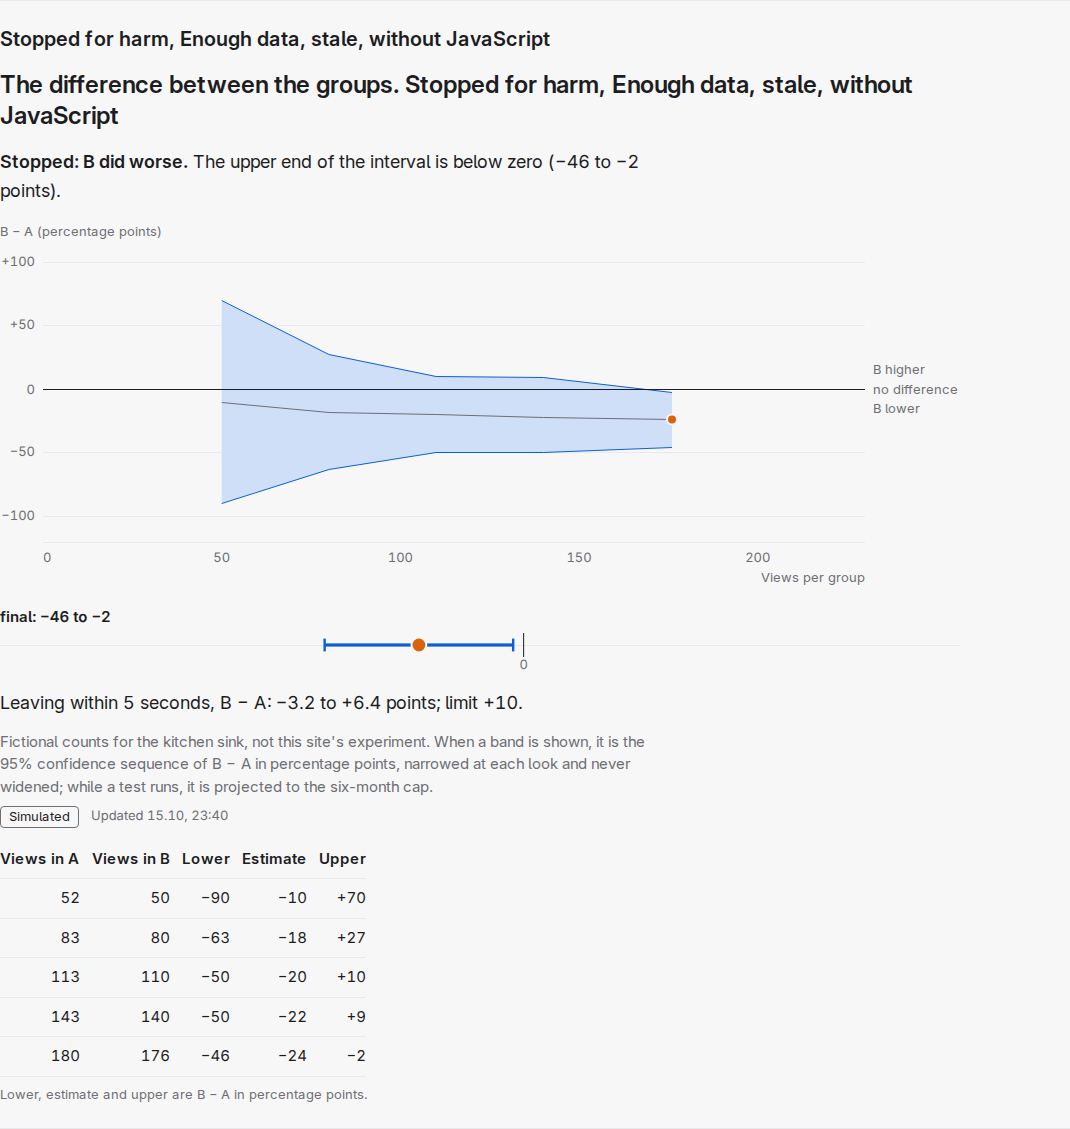 Stopped for harm, Enough data, stale, without JavaScript
The difference between the groups. Stopped for harm, Enough data, stale, without
JavaScript
Stopped: B did worse. The upper end of the interval is below zero (−46 to −2
points).
B − A (percentage points)
+100
+50
0
−50
−100
B higher
no difference
B lower
0 50 100 150 200
Views per group
final: −46 to −2
0
Leaving within 5 seconds, B − A: −3.2 to +6.4 points; limit +10.
Fictional counts for the kitchen sink, not this site's experiment. When a band is shown, it is the
95% confidence sequence of B − A in percentage points, narrowed at each look and never
widened; while a test runs, it is projected to the six-month cap.
Simulated Updated 15.10, 23:40
Views in A Views in B Lower Estimate Upper
52 50 −90 −10 +70
83 80 −63 −18 +27
113 110 −50 −20 +10
143 140 −50 −22 +9
180 176 −46 −24 −2
Lower, estimate and upper are B − A in percentage points.